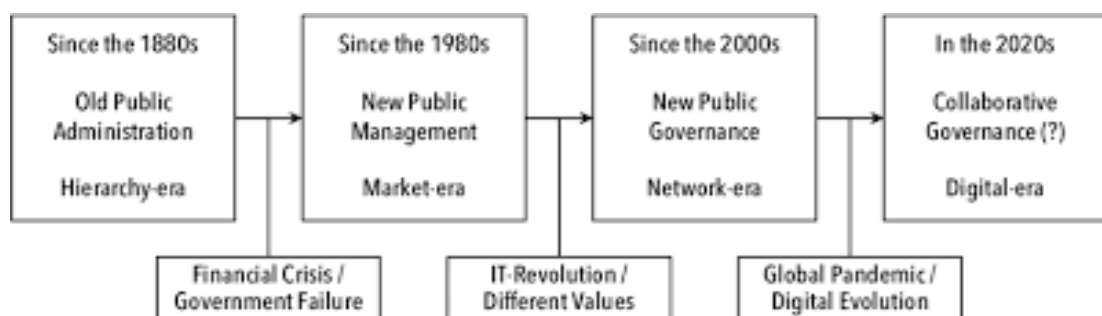 Since the 1880s
Old Public
Administration
Hierarchy-era
Since the 1980s
New Public
Management
Market-era
Since the 2000s
New Public
Governance
Network-era
In the 2020s
Collaborative
Governance (?)
Digital-era
Financial Crisis /
Government Failure
IT-Revolution /
Different Values
Global Pandemic /
Digital Evolution